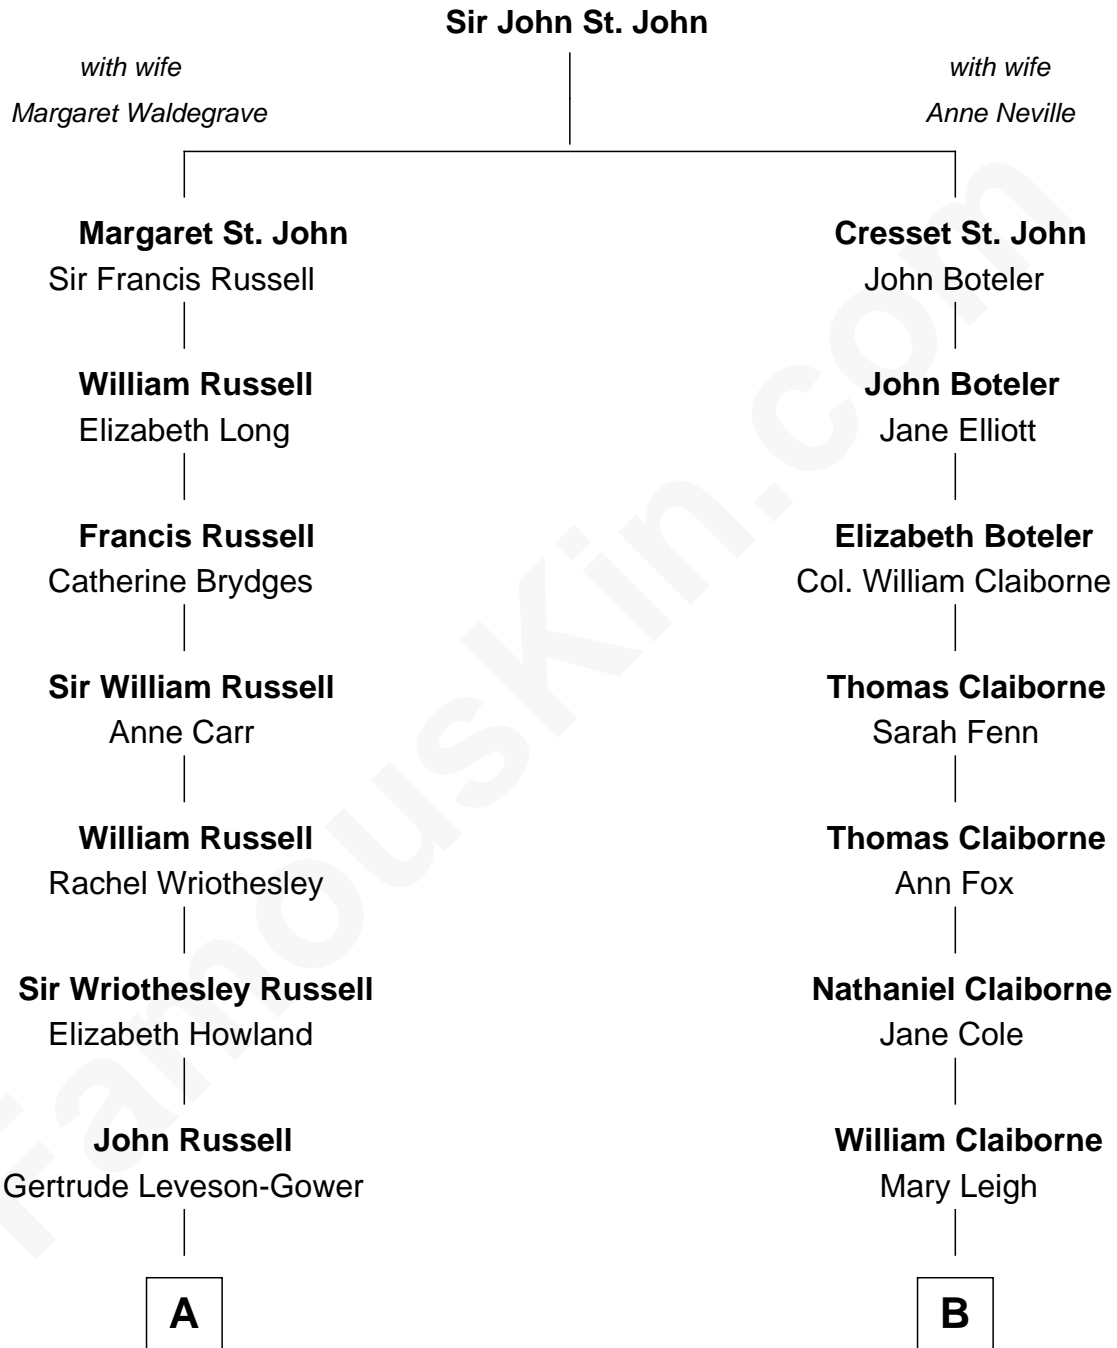 Sir John St. John
with wife
Margaret Waldegrave
with wife
Anne Neville
Margaret St. John
Sir Francis Russell
Cresset St. John
John Boteler
William Russell
Elizabeth Long
John Boteler
Jane Elliott
Francis Russell
Catherine Brydges
Elizabeth Boteler
Col. William Claiborne
Sir William Russell
Anne Carr
Thomas Claiborne
Sarah Fenn
William Russell
Rachel Wriothesley
Thomas Claiborne
Ann Fox
Sir Wriothesley Russell
Elizabeth Howland
Nathaniel Claiborne
Jane Cole
John Russell
Gertrude Leveson-Gower
William Claiborne
Mary Leigh
A
B
FamousKin.com